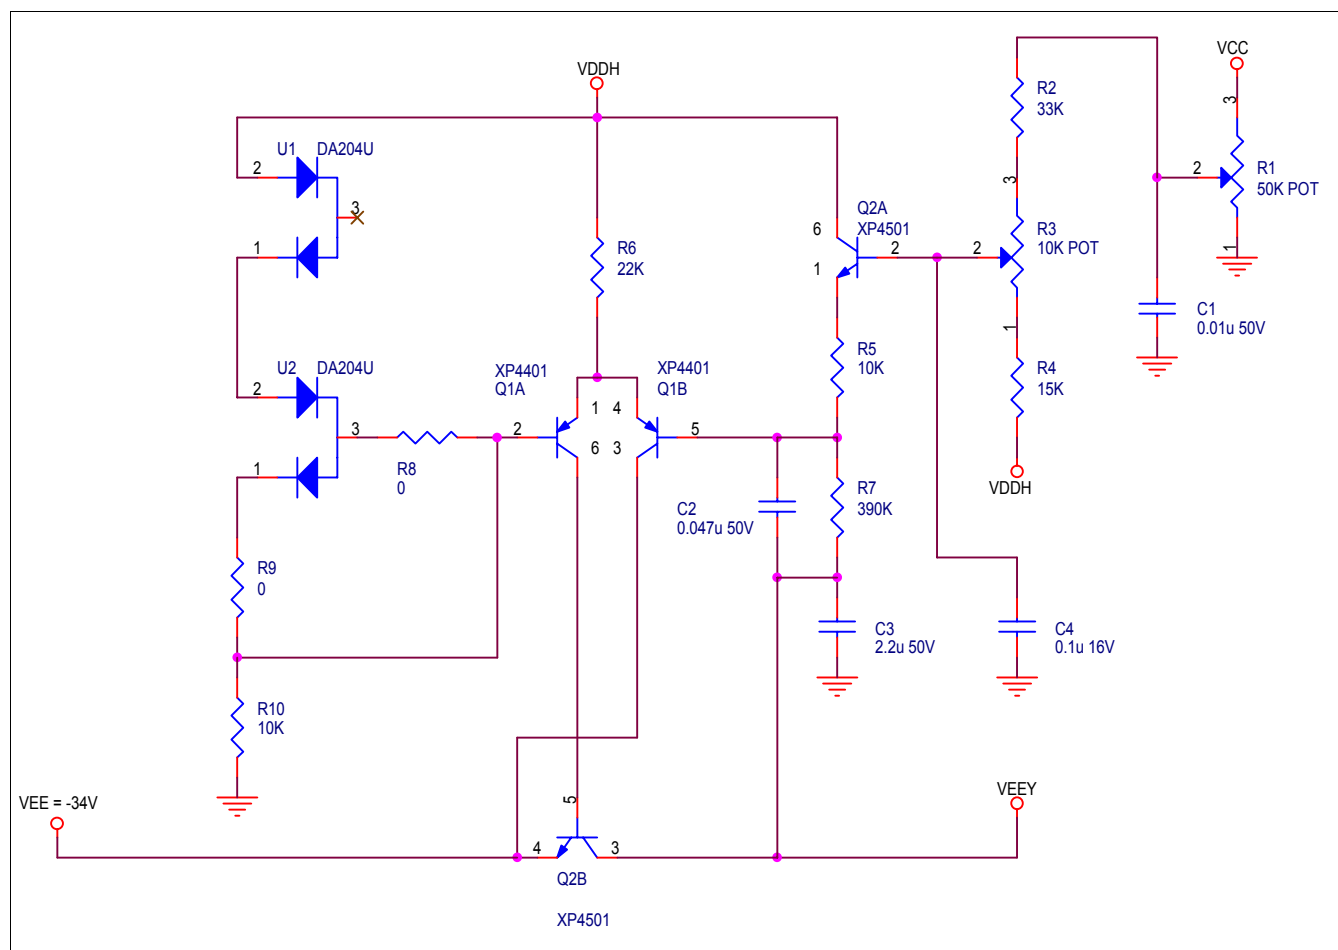 VDDH
VCC
R2
33K
3
U1 DA204U
2
3
2
R1
50K POT
3
Q2A
XP4501
6
R3
10K POT
1
R6
22K
2
2
1
1
C1
0.01u 50V
1
U2 DA204U
XP4401
Q1A
XP4401
Q1B
R5
10K
R4
15K
2
1
4
3
2
5
6
3
1
R8
0
VDDH
R7
390K
C2
0.047u 50V
R9
0
C3
2.2u 50V
C4
0.1u 16V
R10
10K
VEE = -34V
5
VEEY
4
3
Q2B
XP4501